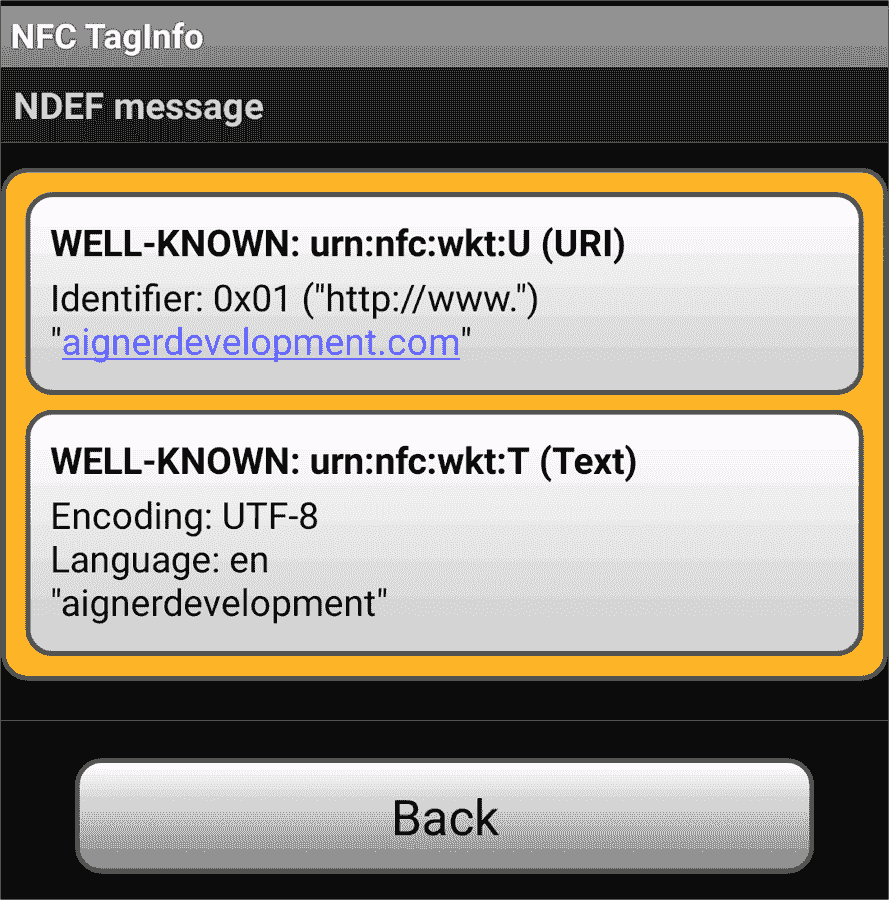 NFC TagInfo
NDEF message
WELL-KNOWN: urn:nfc:wkt:U (URI)
Identifier: 0x01 ("http://www.")
"aignerdevelopment.com"
WELL-KNOWN: urn:nfc:wkt:T (Text)
Encoding: UTF-8
Language: en
"aignerdevelopment"
Back